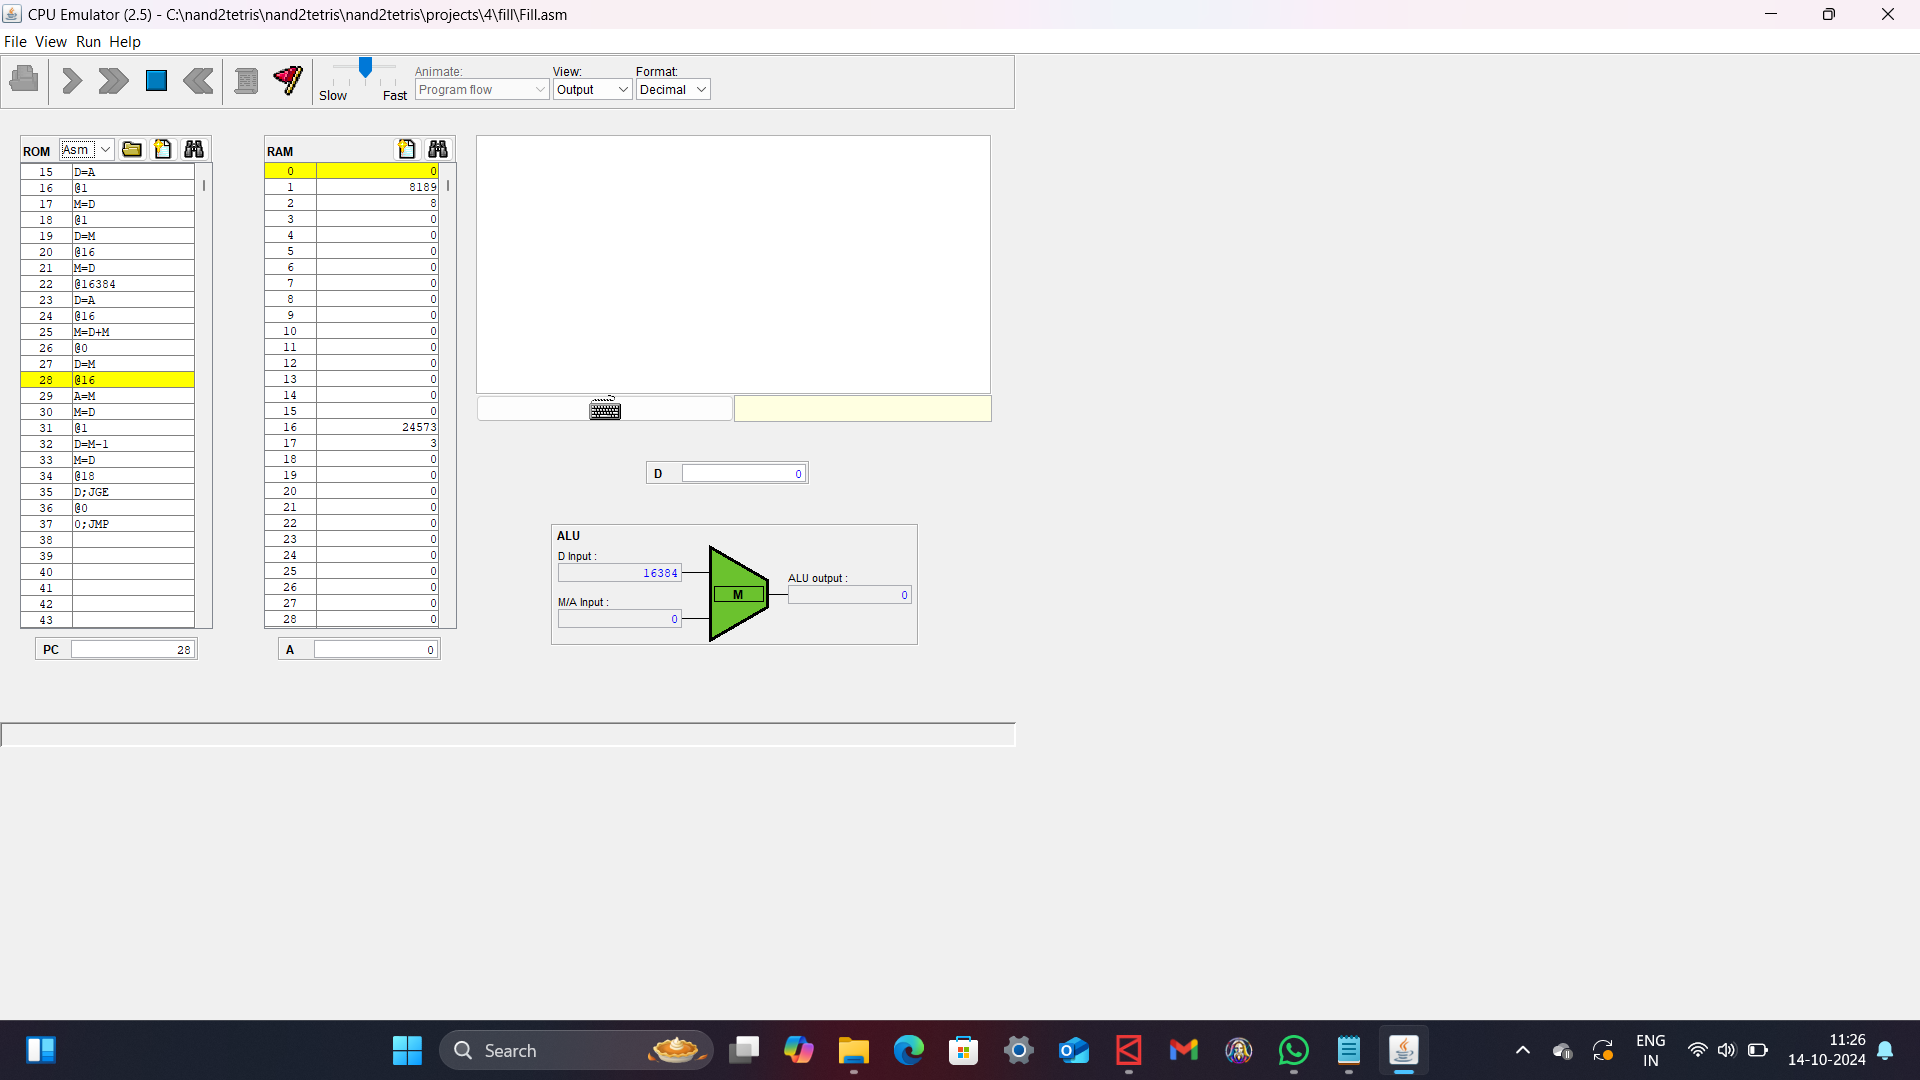 CPU Emulator (2.5) - C:\nand2tetris\nand2tetris\nand2tetris\projects\4\fill\Fill.asm
File View Run Help
Slow Fast
Animate:
Program flow
View:
Output
Format:
Decimal
ROM Asm
15 D=A
16 @1
17 M=D
18 @1
19 D=M
20 @16
21 M=D
22 @16384
23 D=A
24 @16
25 M=D+M
26 @0
27 D=M
28 @16
29 A=M
30 M=D
31 @1
32 D=M-1
33 M=D
34 @18
35 D;JGE
36 @0
37 0;JMP
38
39
40
41
42
43
PC 28
RAM
0 0
1 8189
2 8
3 0
4 0
5 0
6 0
7 0
8 0
9 0
10 0
11 0
12 0
13 0
14 0
15 0
16 24573
17 3
18 0
19 0
20 0
21 0
22 0
23 0
24 0
25 0
26 0
27 0
28 0
A 0
D 0
ALU
D Input :
16384
M/A Input :
0
M
ALU output :
0
Search
ENG
IN
11:26
14-10-2024